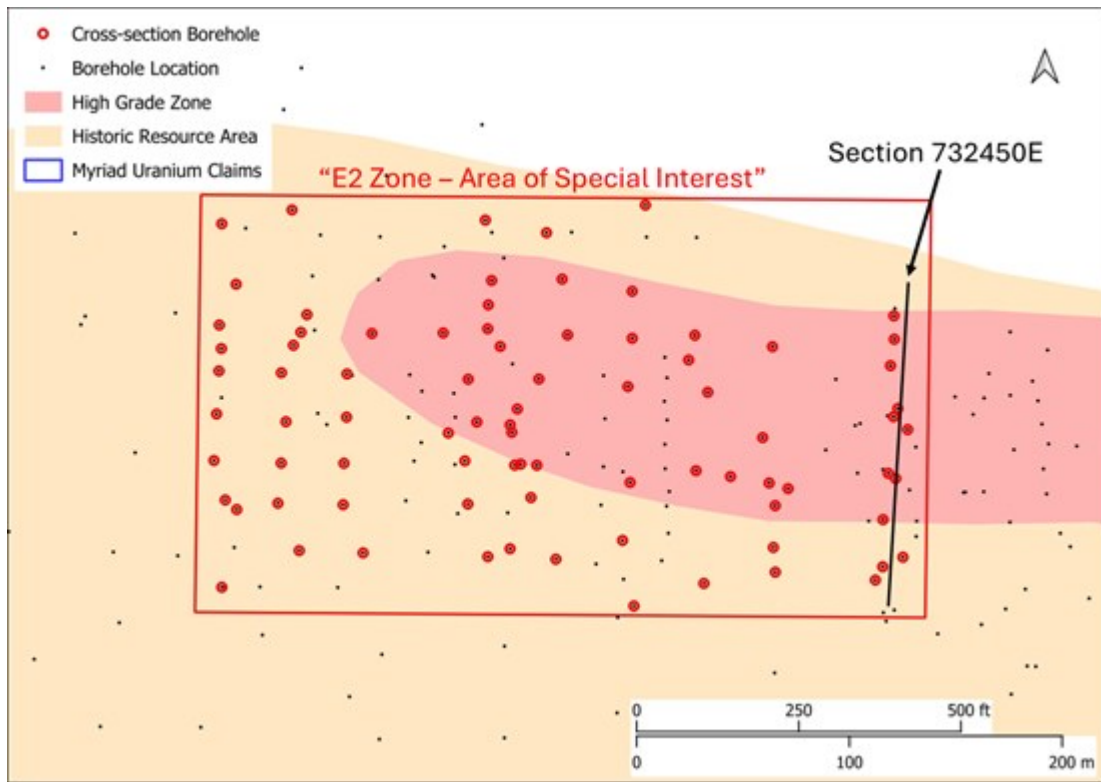 Cross-section Borehole
Borehole Location
High Grade Zone
Historic Resource Area
Myriad Uranium Claims
Section 732450E
“E2 Zone – Area of Special Interest”
0 250 500 ft
0 100 200 m